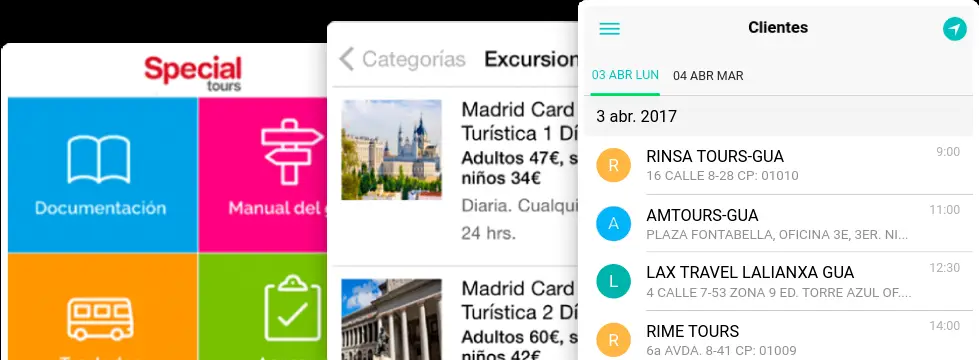 Special
tours
Documentación
Manual del
Categorías
Excursion
Madrid Card
Turística 1 Dí
Adultos 47€, s
niños 34€
Diaria. Cualqui
24 hrs.
Madrid Card
Turística 2 Dí
Adultos 60€, s
niños 42€
Clientes
03 ABR LUN
04 ABR MAR
3 abr. 2017
R
RINSA TOURS-GUA
9:00
16 CALLE 8-28 CP: 01010
A
AMTOURS-GUA
11:00
PLAZA FONTABELLA, OFICINA 3E, 3ER. NI...
L
LAX TRAVEL LALIANXA GUA
12:30
4 CALLE 7-53 ZONA 9 ED. TORRE AZUL OF....
R
RIME TOURS
14:00
6a AVDA. 8-41 CP: 01009